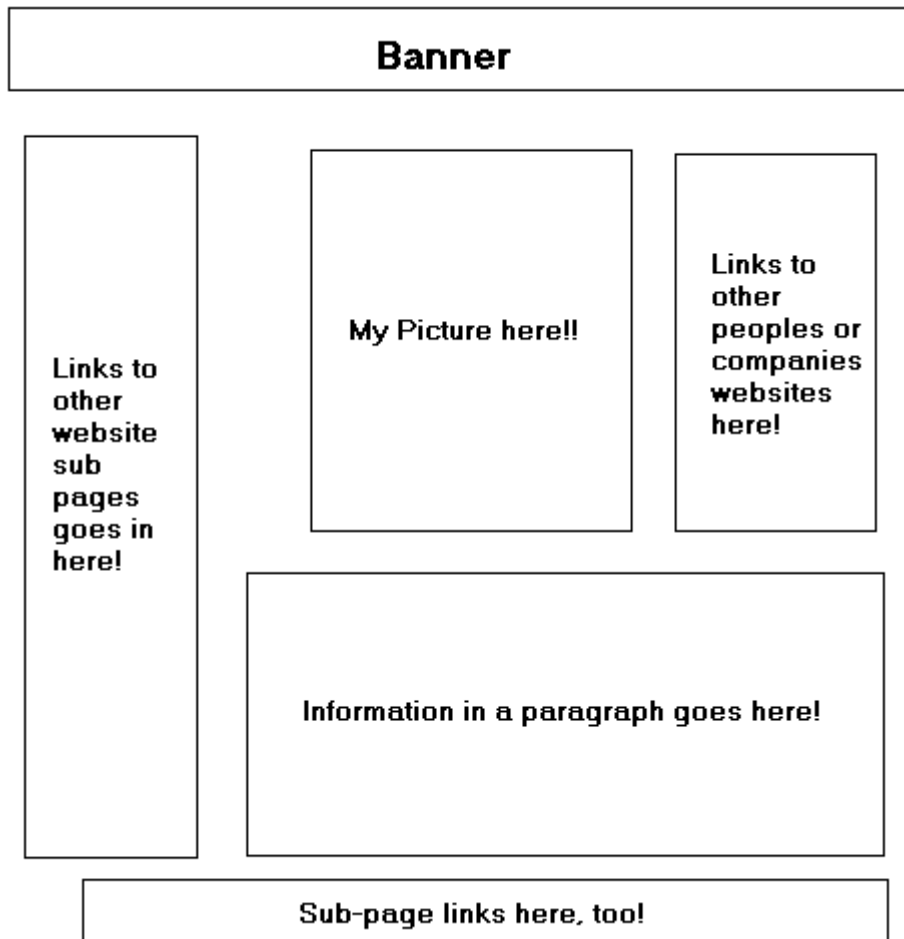 Banner
Links to
other
website
sub
pages
goes in
here!
My Picture here!!
Links to
other
peoples or
companies
websites
here!
Information in a paragraph goes here!
Sub-page links here, too!